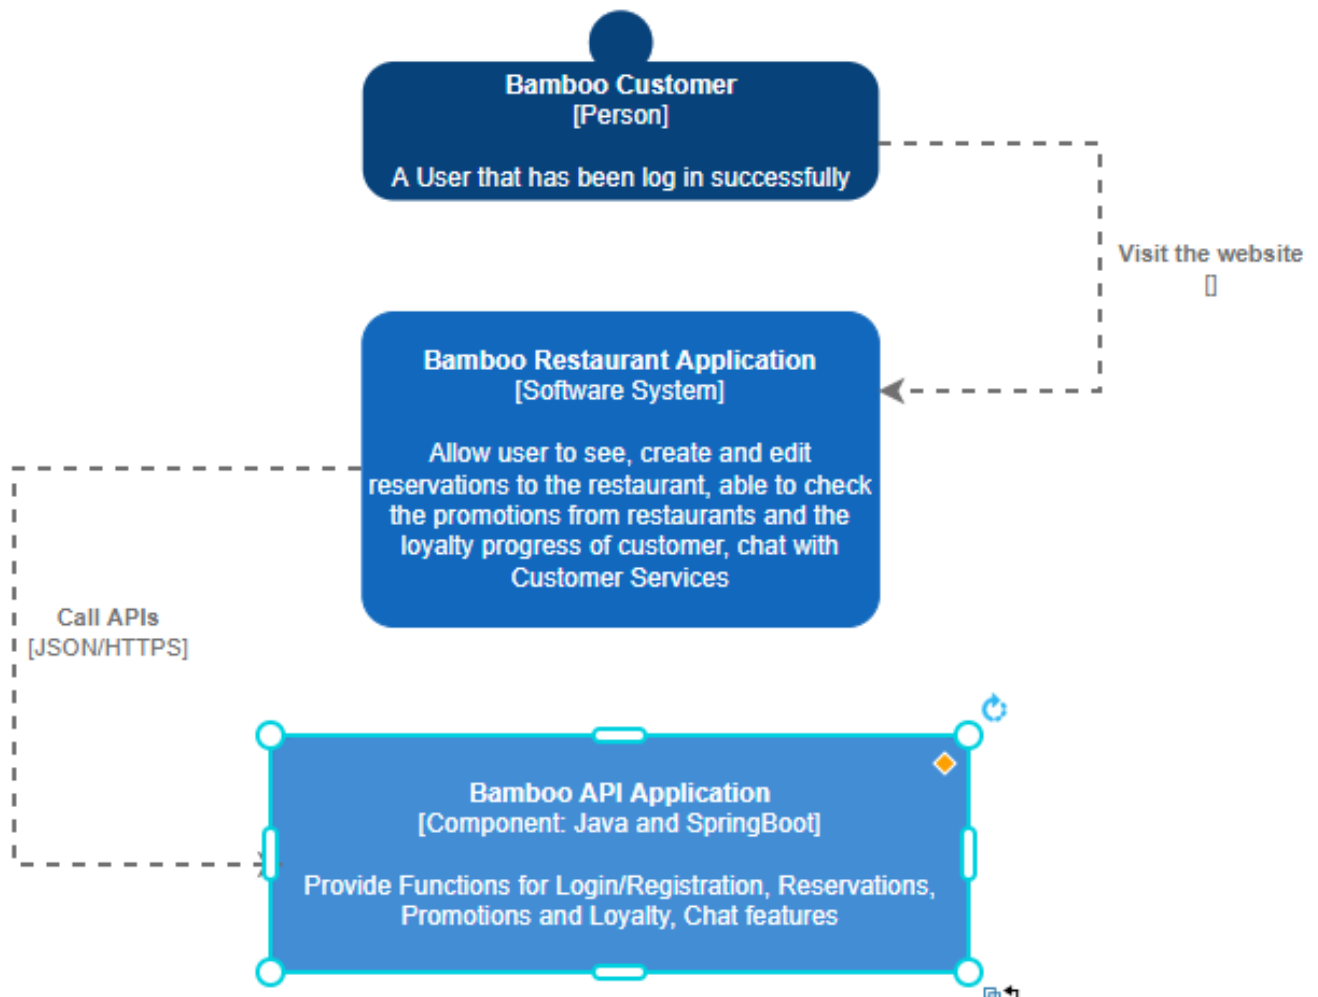 Bamboo Customer
[Person]
A User that has been log in successfully
Visit the website
[]
Bamboo Restaurant Application
[Software System]
Allow user to see, create and edit
reservations to the restaurant, able to check
the promotions from restaurants and the
loyalty progress of customer, chat with
Customer Services
Call APIs
[JSON/HTTPS]
Bamboo API Application
[Component: Java and SpringBoot]
Provide Functions for Login/Registration, Reservations,
Promotions and Loyalty, Chat features